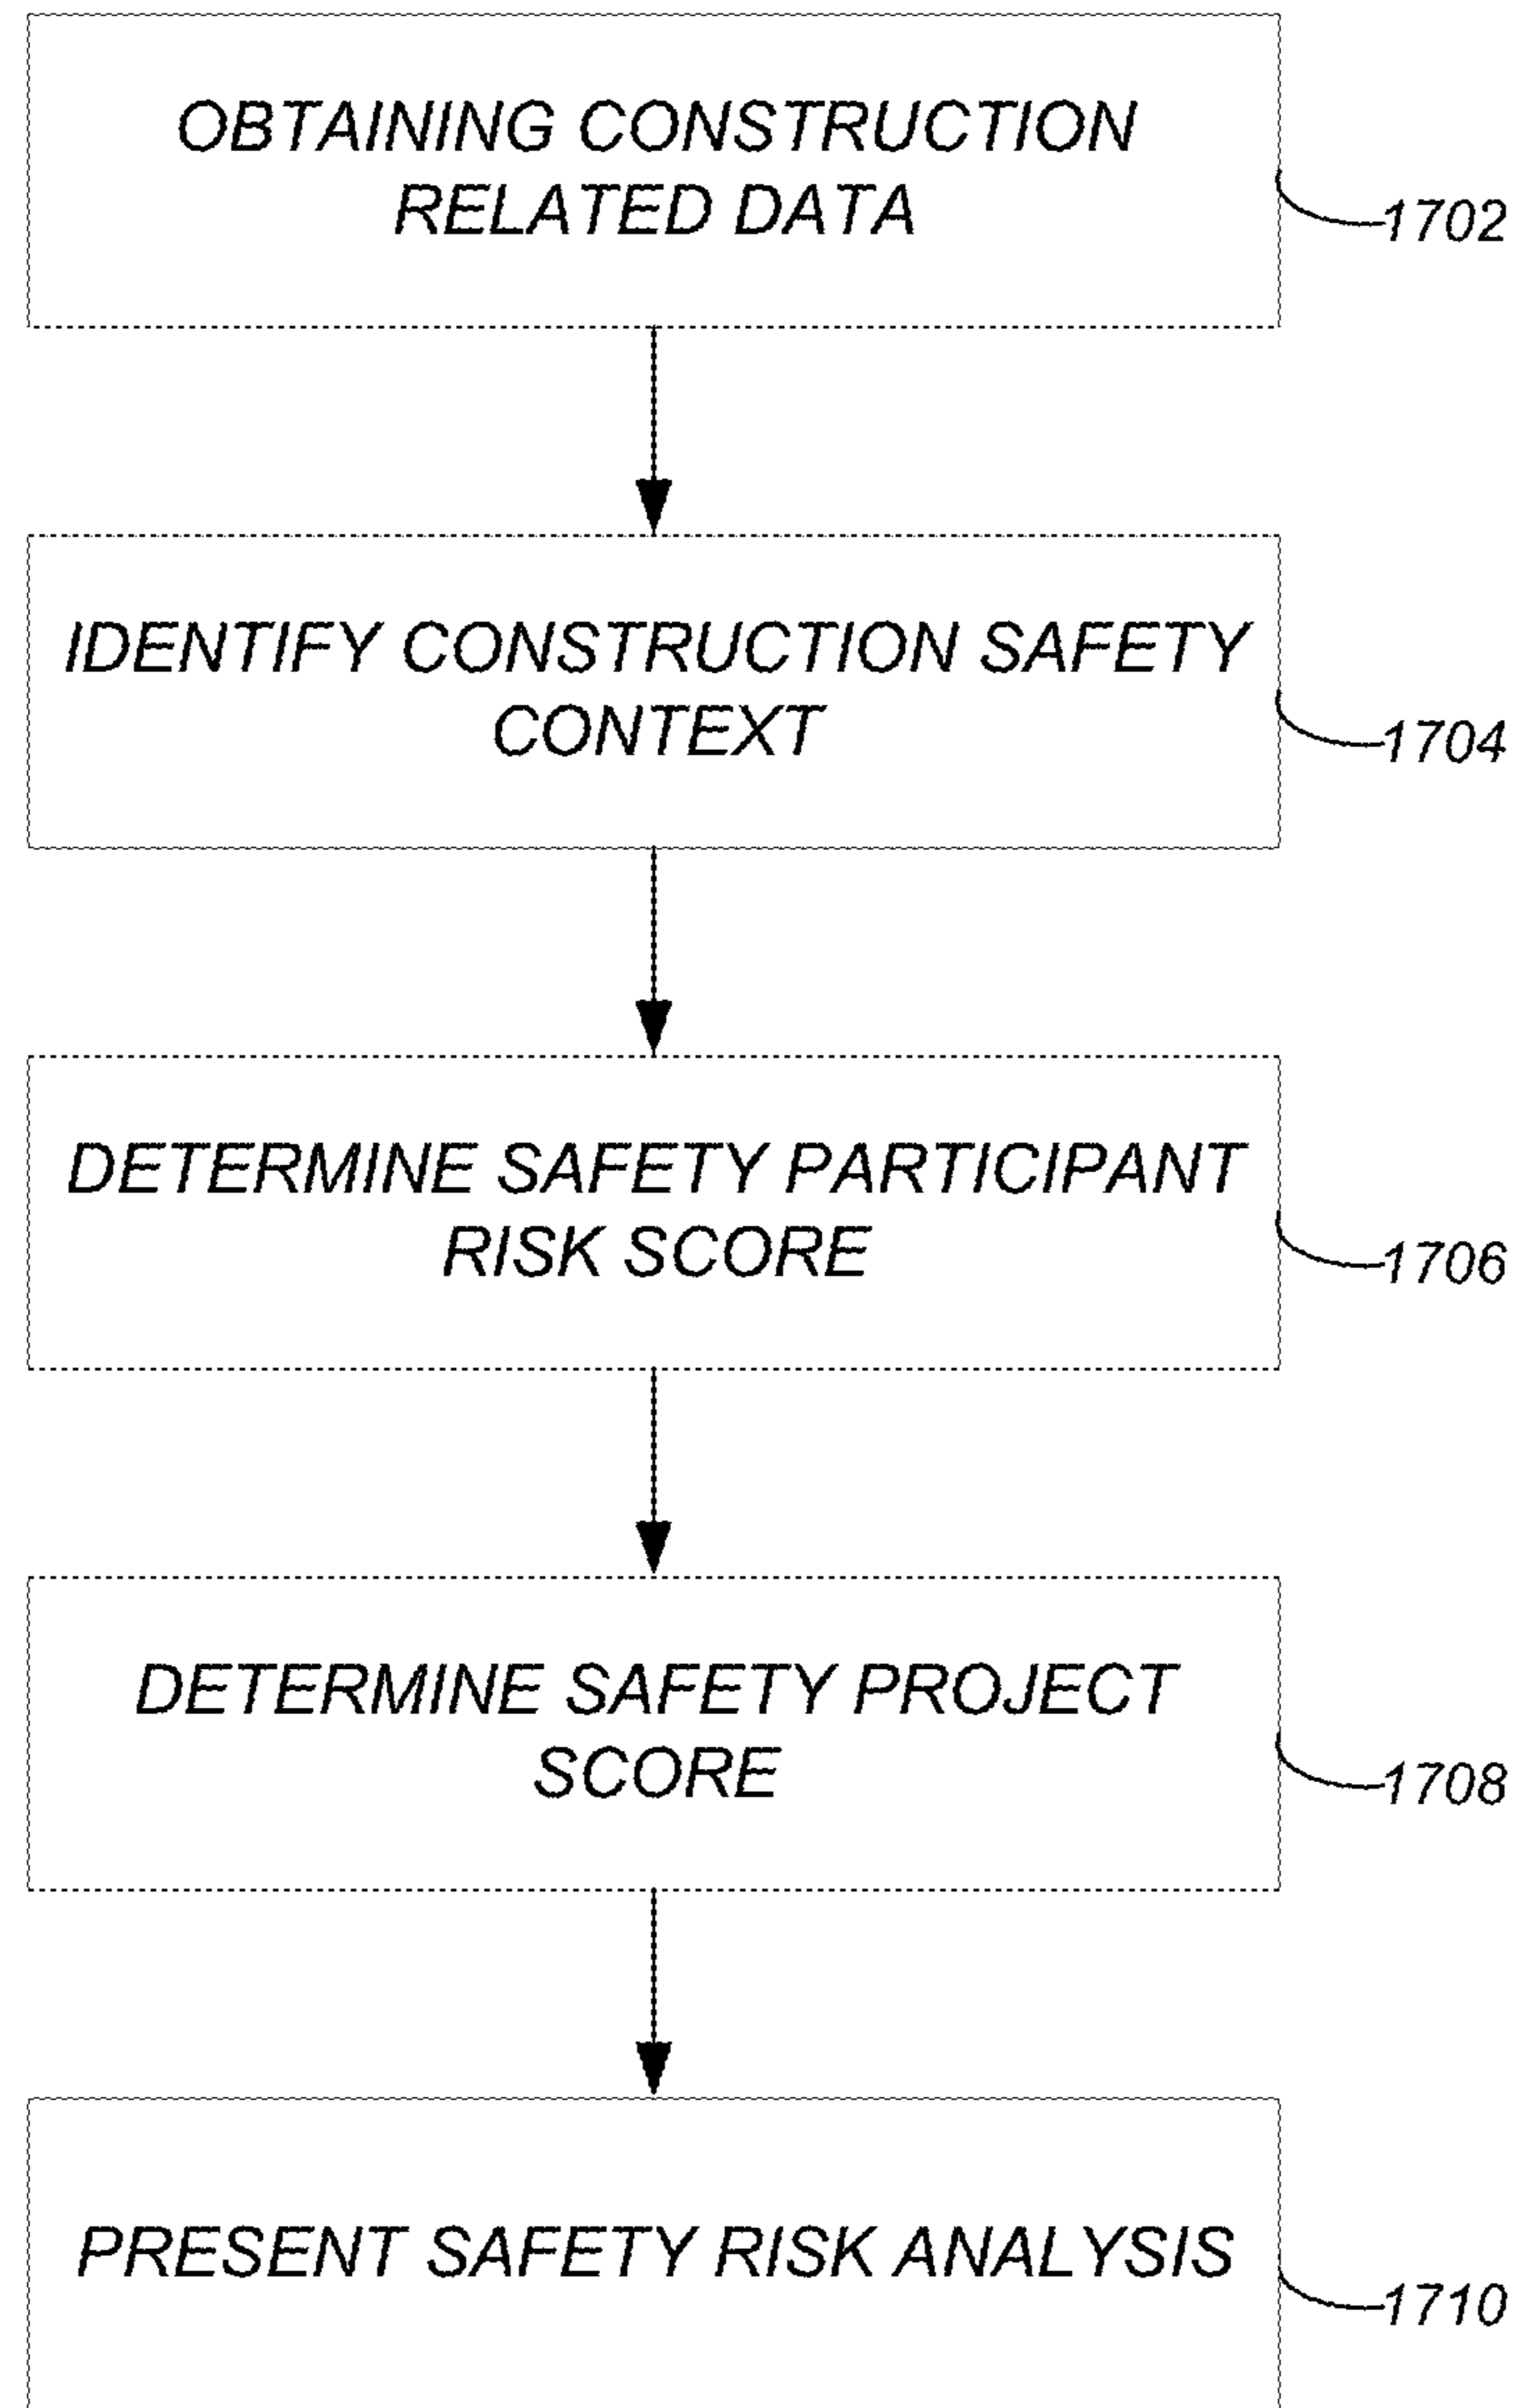 OBTAINING CONSTRUCTION
RELATED DATA
1702
IDENTIFY CONSTRUCTION SAFETY
CONTEXT
1704
DETERMINE SAFETY PARTICIPANT
RISK SCORE
1706
DETERMINE SAFETY PROJECT
SCORE
1708
PRESENT SAFETY RISK ANALYSIS
1710